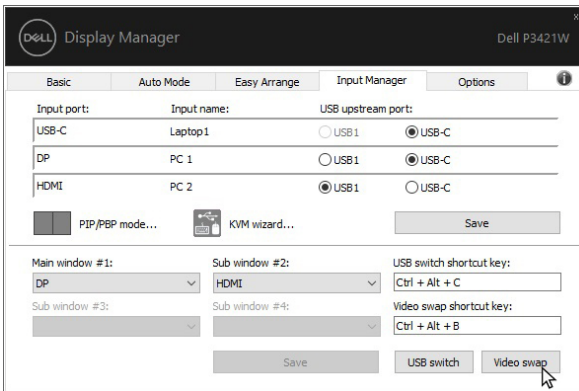 DELL Display Manager Dell P3421W
Basic Auto Mode Easy Arrange Input Manager Options i
Input port: Input name: USB upstream port:
USB-C Laptop1 USB1 USB-C
DP PC 1 USB1 USB-C
HDMI PC 2 USB1 USB-C
PIP/PBP mode... KVM wizard... Save
Main window #1: Sub window #2: USB switch shortcut key:
DP HDMI Ctrl + Alt + C
Sub window #3: Sub window #4: Video swap shortcut key:
Ctrl + Alt + B
Save USB switch Video swap